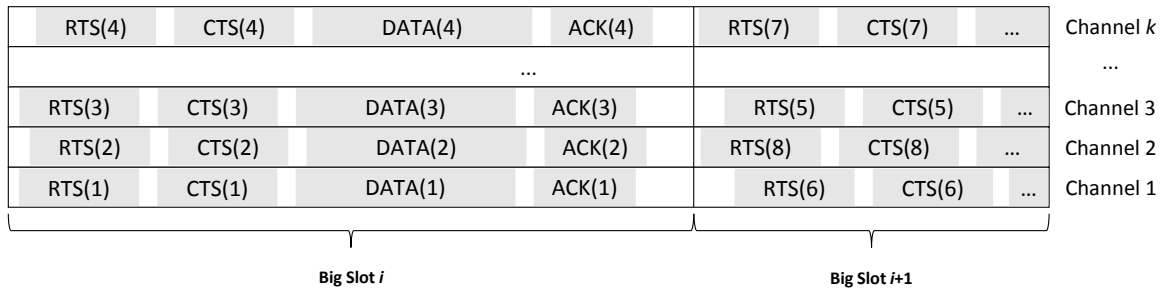 RTS(4) CTS(4) DATA(4) ACK(4) RTS(7) CTS(7) ... Channel k
... ...
RTS(3) CTS(3) DATA(3) ACK(3) RTS(5) CTS(5) ... Channel 3
RTS(2) CTS(2) DATA(2) ACK(2) RTS(8) CTS(8) ... Channel 2
RTS(1) CTS(1) DATA(1) ACK(1) RTS(6) CTS(6) ... Channel 1
Big Slot i Big Slot i+1